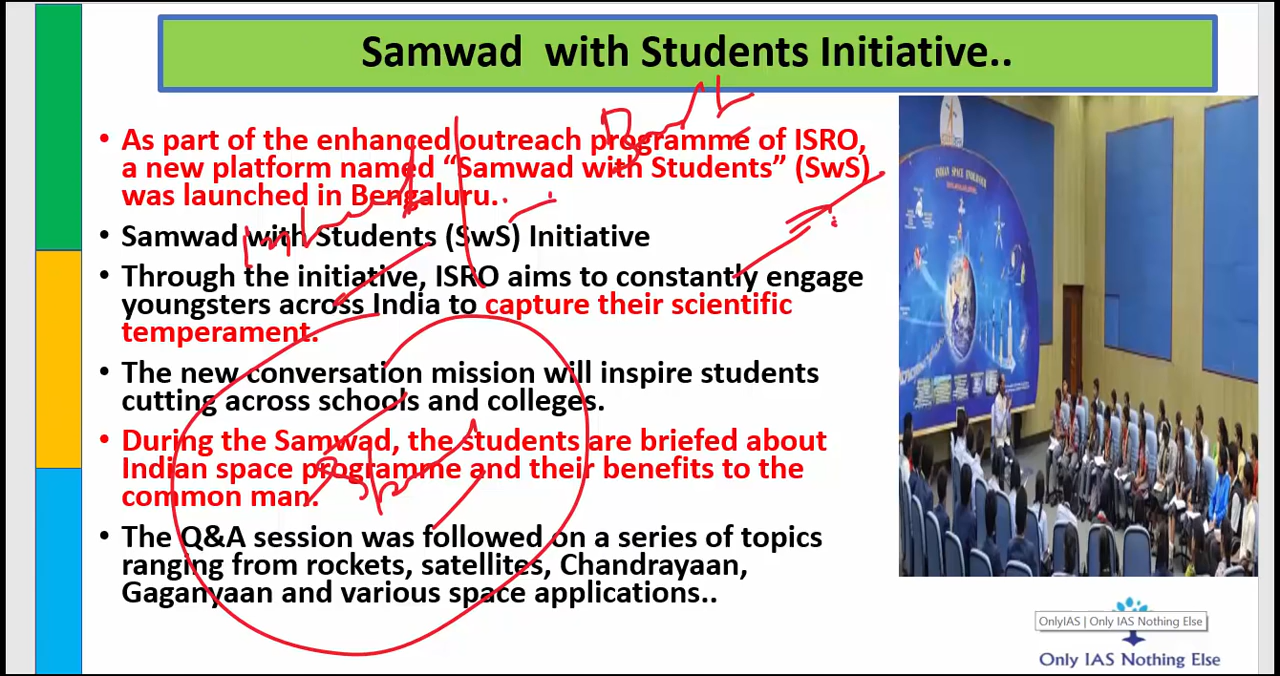 Samwad with Students Initiative..
• As part of the enhanced outreach programme of ISRO,
a new platform named “Samwad with Students” (SwS)
was launched in Bengaluru.
• Samwad with Students (SwS) Initiative
• Through the initiative, ISRO aims to constantly engage
youngsters across India to capture their scientific
temperament.
• The new conversation mission will inspire students
cutting across schools and colleges.
• During the Samwad, the students are briefed about
Indian space programme and their benefits to the
common man.
• The Q&A session was followed on a series of topics
ranging from rockets, satellites, Chandrayaan,
Gaganyaan and various space applications..
OnlyIAS | Only IAS Nothing Else
Only IAS Nothing Else